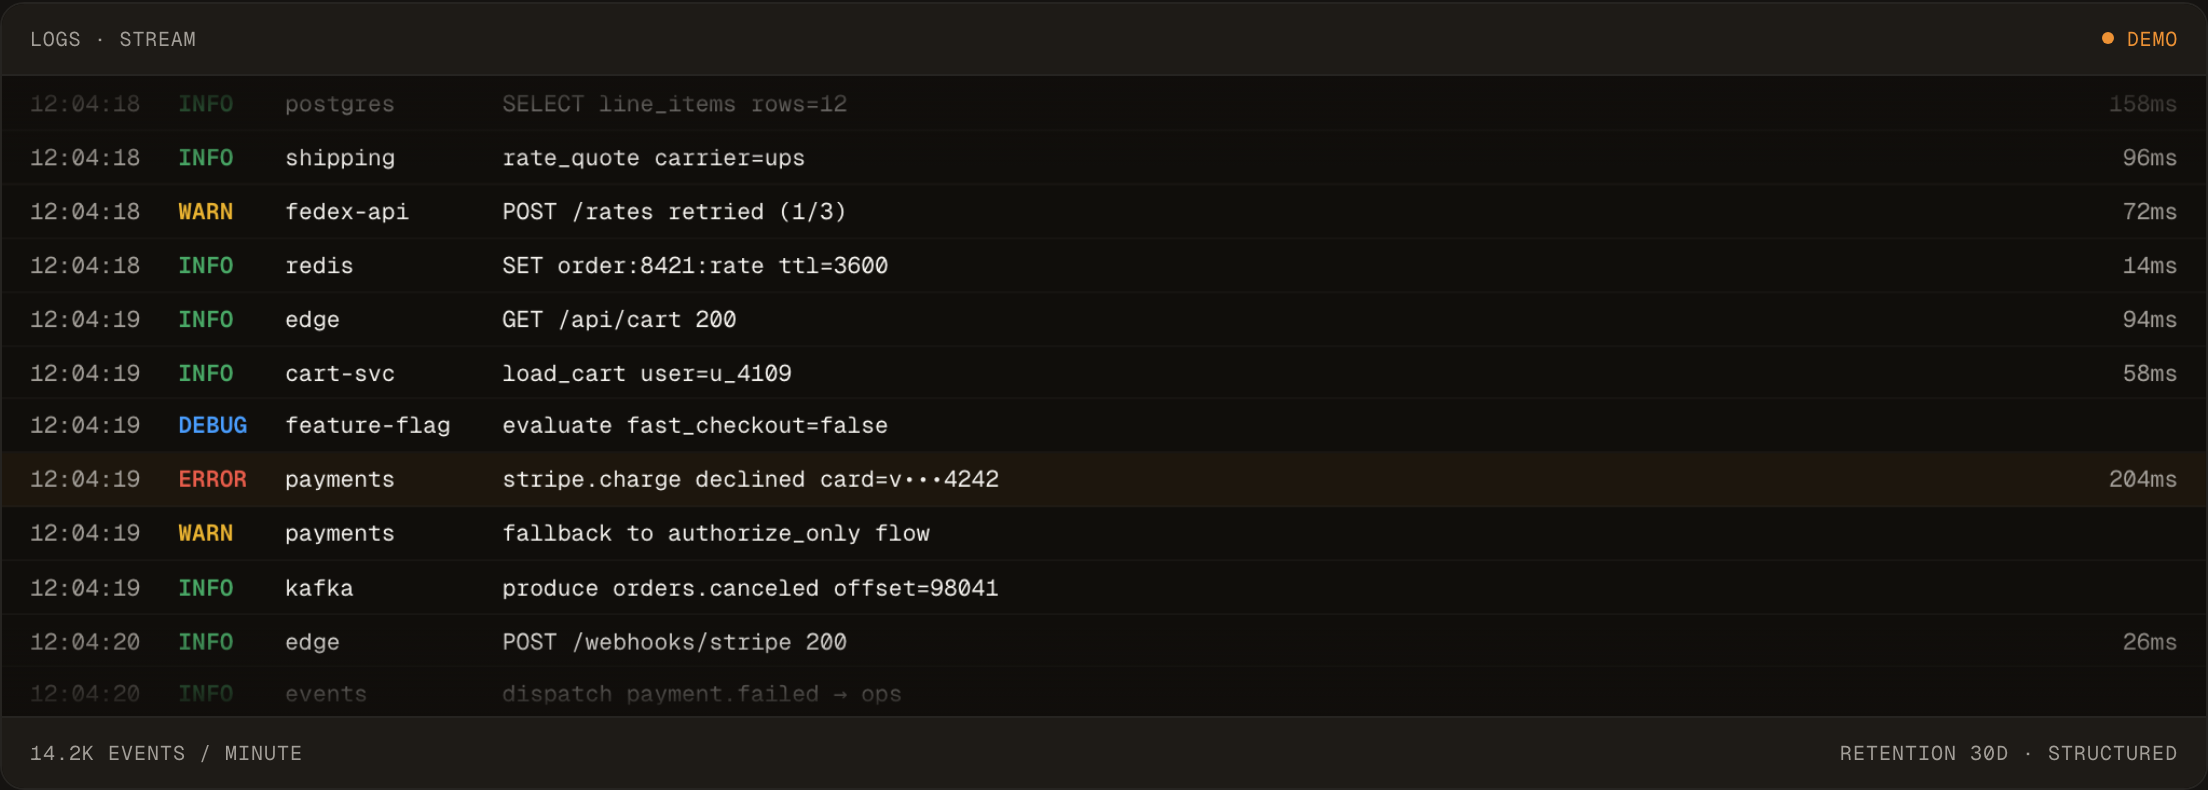 LOGS · STREAM ● DEMO
12:04:18 INFO postgres SELECT line_items rows=12 158ms
12:04:18 INFO shipping rate_quote carrier=ups 96ms
12:04:18 WARN fedex-api POST /rates retried (1/3) 72ms
12:04:18 INFO redis SET order:8421:rate ttl=3600 14ms
12:04:19 INFO edge GET /api/cart 200 94ms
12:04:19 INFO cart-svc load_cart user=u_4109 58ms
12:04:19 DEBUG feature-flag evaluate fast_checkout=false
12:04:19 ERROR payments stripe.charge declined card=v•••4242 204ms
12:04:19 WARN payments fallback to authorize_only flow
12:04:19 INFO kafka produce orders.canceled offset=98041
12:04:20 INFO edge POST /webhooks/stripe 200 26ms
12:04:20 INFO events dispatch payment.failed → ops
14.2K EVENTS / MINUTE RETENTION 30D · STRUCTURED